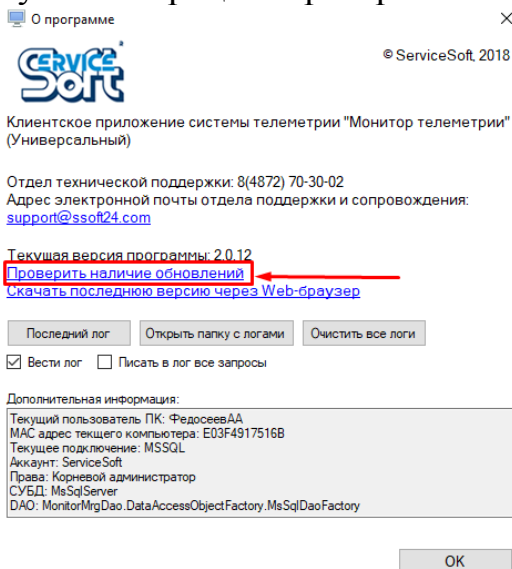 О программе
SERVICE
Soft
© ServiceSoft, 2018
Клиентское приложение системы телеметрии "Монитор телеметрии"
(Универсальный)
Отдел технической поддержки: 8(4872) 70-30-02
Адрес электронной почты отдела поддержки и сопровождения:
support@ssoft24.com
Текущая версия программы: 2.0.12
Проверить наличие обновлений
Скачать последнюю версию через Web-браузер
Последний лог Открыть папку с логами Очистить все логи
Вести лог Писать в лог все запросы
Дополнительная информация:
Текущий пользователь ПК: ФедосеевАА
MAC адрес текщего компьютера: E03F4917516B
Текущее подключение: MSSQL
Аккаунт: ServiceSoft
Права: Корневой администратор
СУБД: MsSqlServer
DAO: MonitorMrgDao.DataAccessObjectFactory.MsSqlDaoFactory
OK